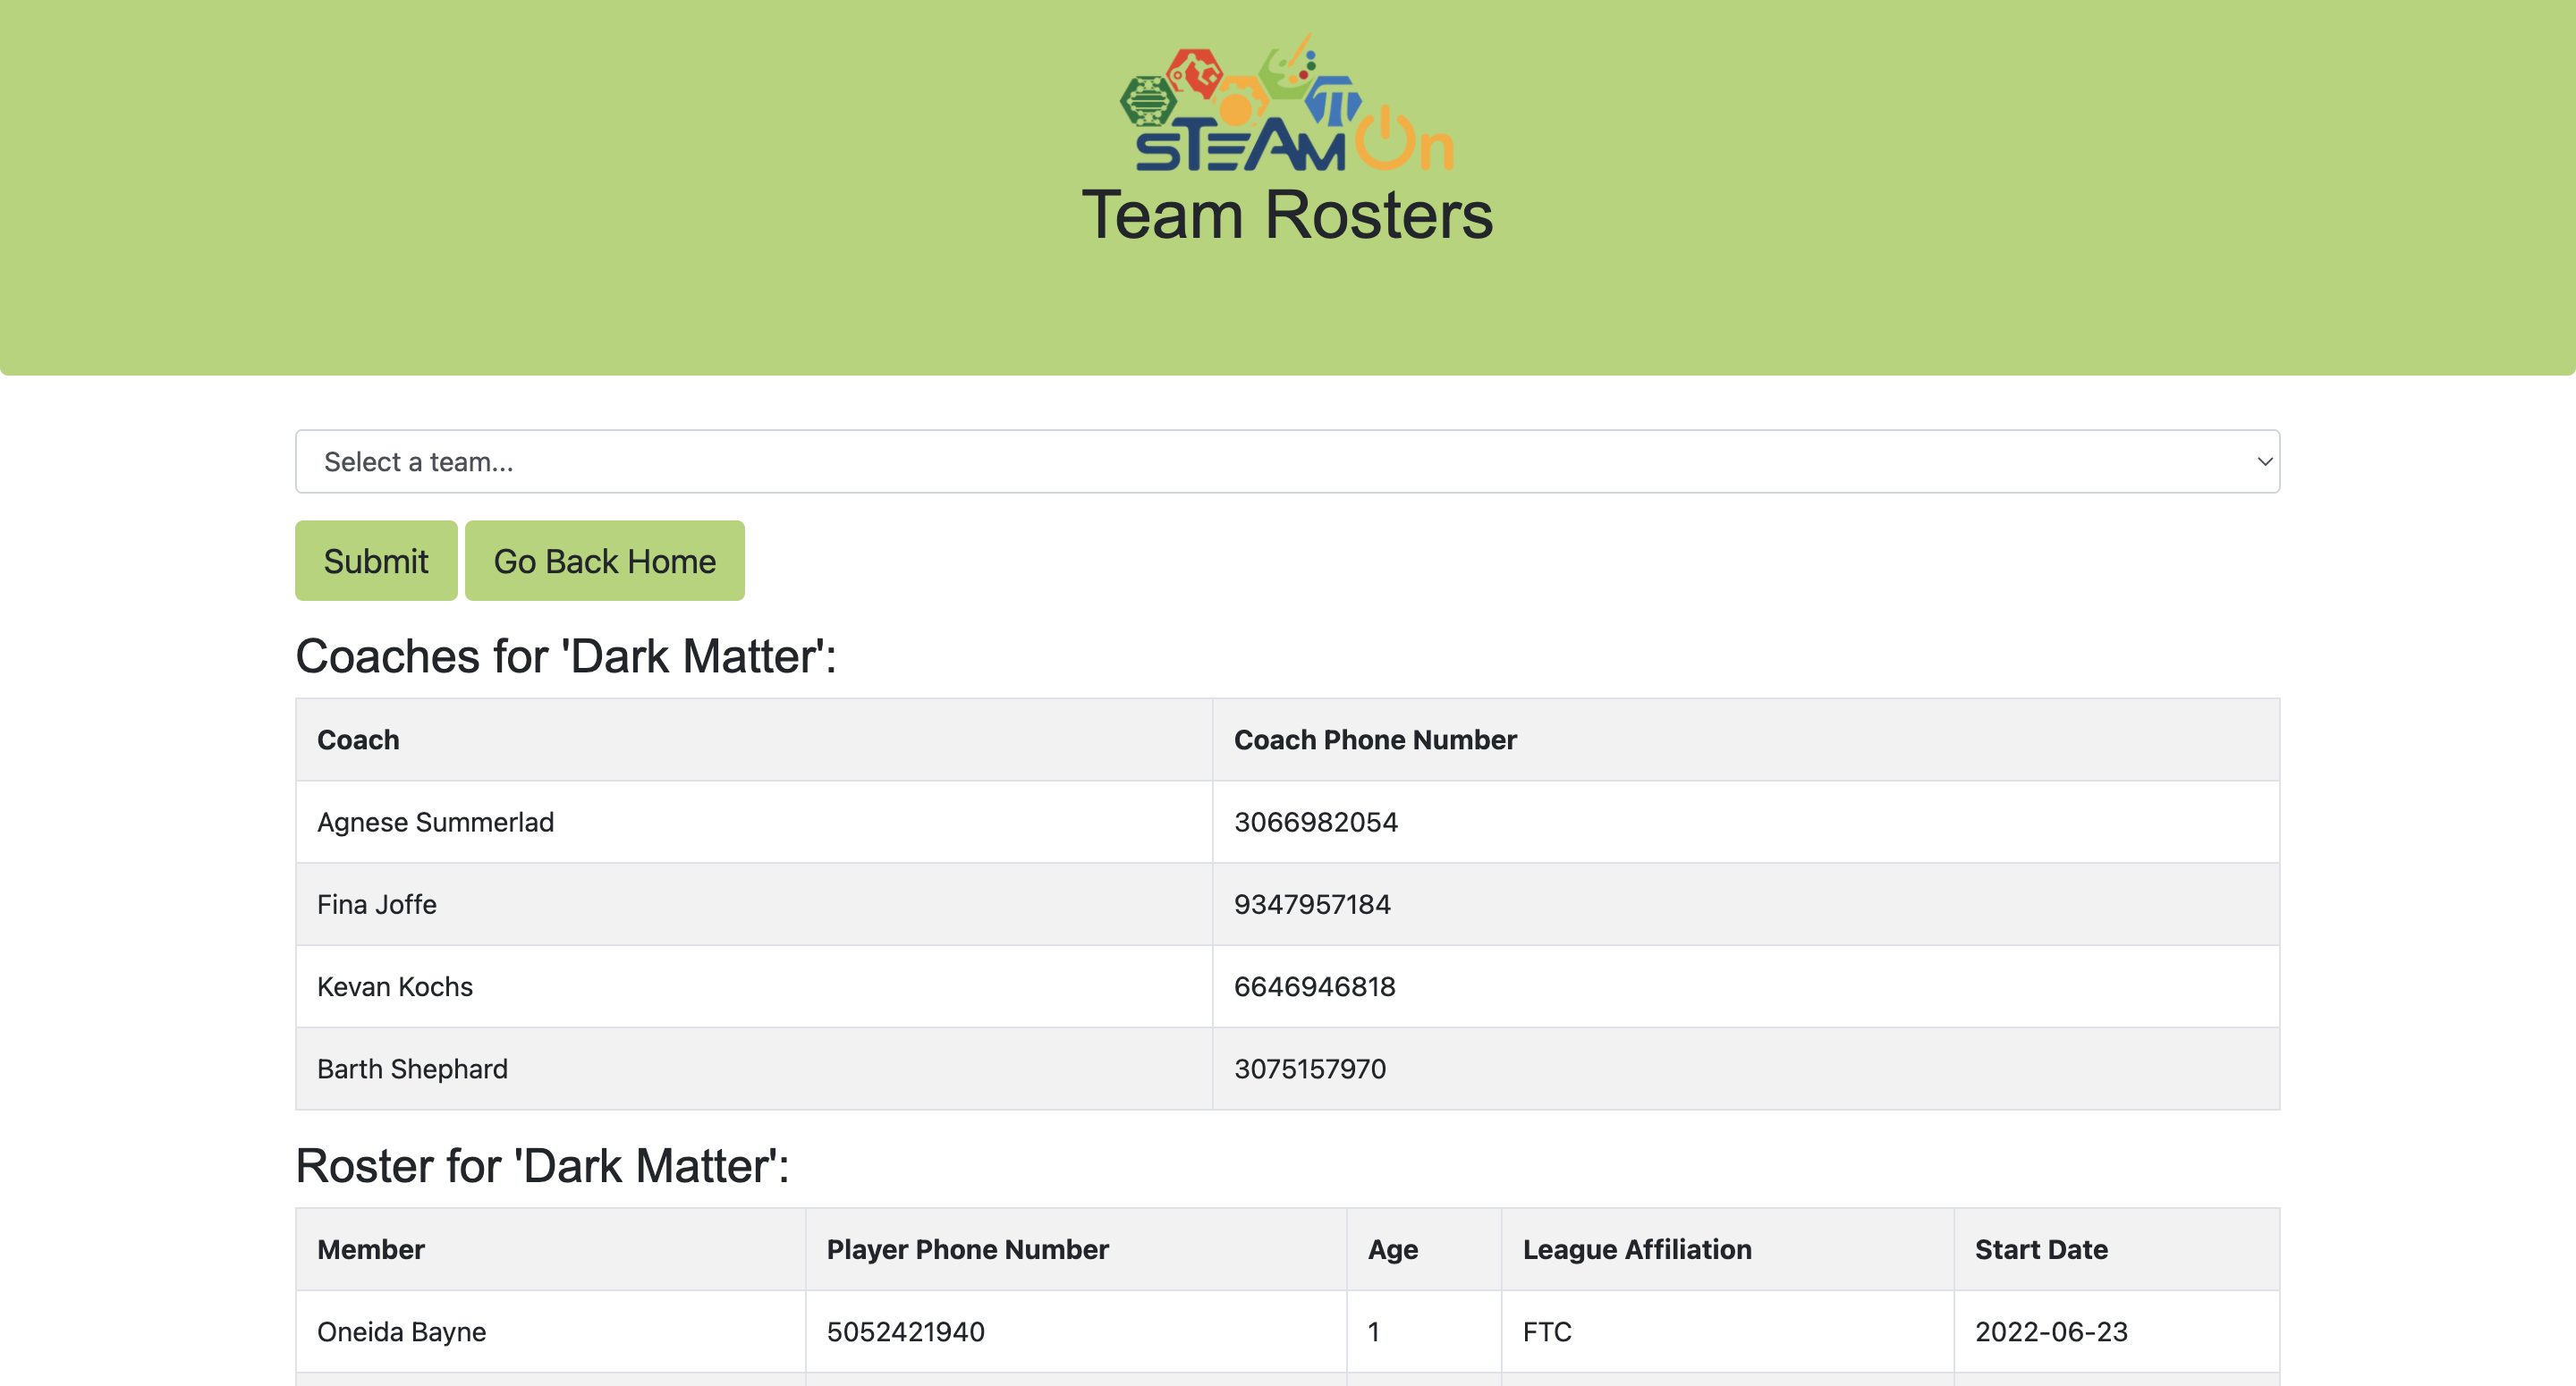 STEAM On
Team Rosters
Select a team...
Submit Go Back Home
Coaches for 'Dark Matter':
Coach Coach Phone Number
Agnese Summerlad 3066982054
Fina Joffe 9347957184
Kevan Kochs 6646946818
Barth Shephard 3075157970
Roster for 'Dark Matter':
Member Player Phone Number Age League Affiliation Start Date
Oneida Bayne 5052421940 1 FTC 2022-06-23